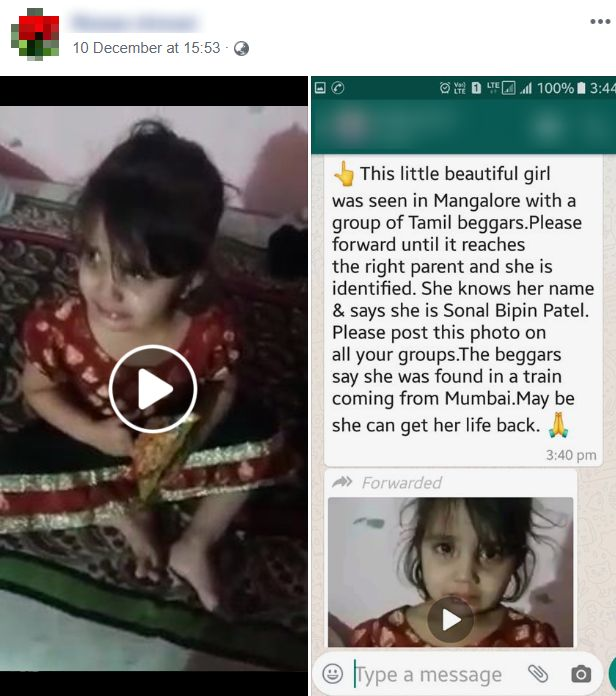 10 December at 15:53
Vo) LTE 1 LTE 100% 3:44
👆 This little beautiful girl
was seen in Mangalore with a
group of Tamil beggars.Please
forward until it reaches
the right parent and she is
identified. She knows her name
& says she is Sonal Bipin Patel.
Please post this photo on
all your groups.The beggars
say she was found in a train
coming from Mumbai.May be
she can get her life back. 🙏
3:40 pm
Forwarded
Type a message